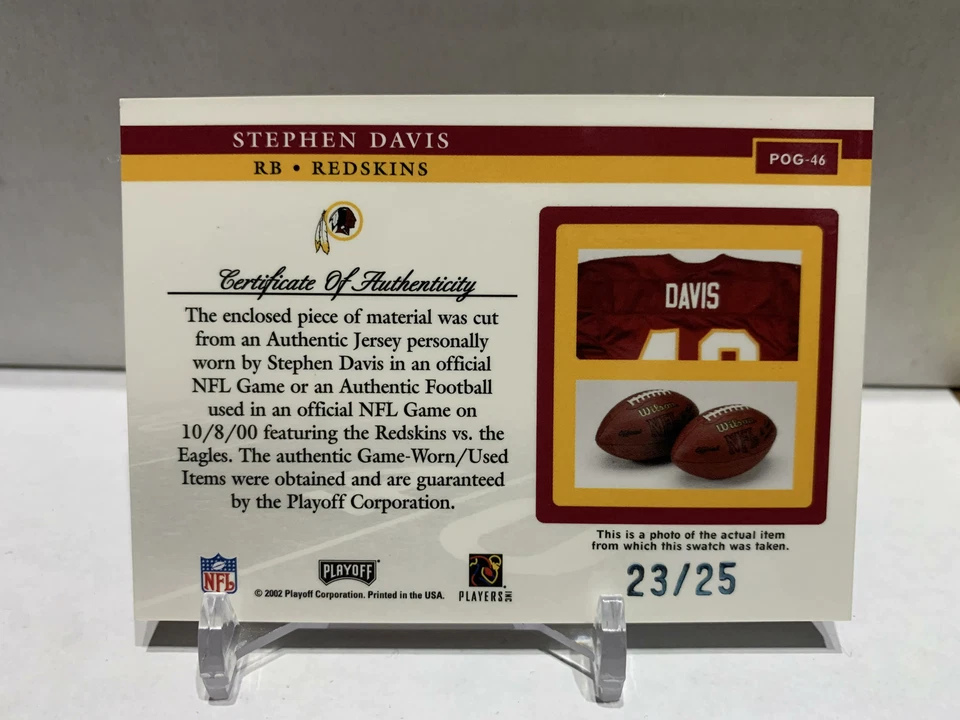 STEPHEN DAVIS
RB • REDSKINS
POG-46
Certificate Of Authenticity
The enclosed piece of material was cut
from an Authentic Jersey personally
worn by Stephen Davis in an official
NFL Game or an Authentic Football
used in an official NFL Game on
10/8/00 featuring the Redskins vs. the
Eagles. The authentic Game-Worn/Used
Items were obtained and are guaranteed
by the Playoff Corporation.
DAVIS
Wilson
Wilson
NFL
This is a photo of the actual item
from which this swatch was taken.
23/25
NFL
PLAYOFF
© 2002 Playoff Corporation. Printed in the USA.
PLAYERS INC